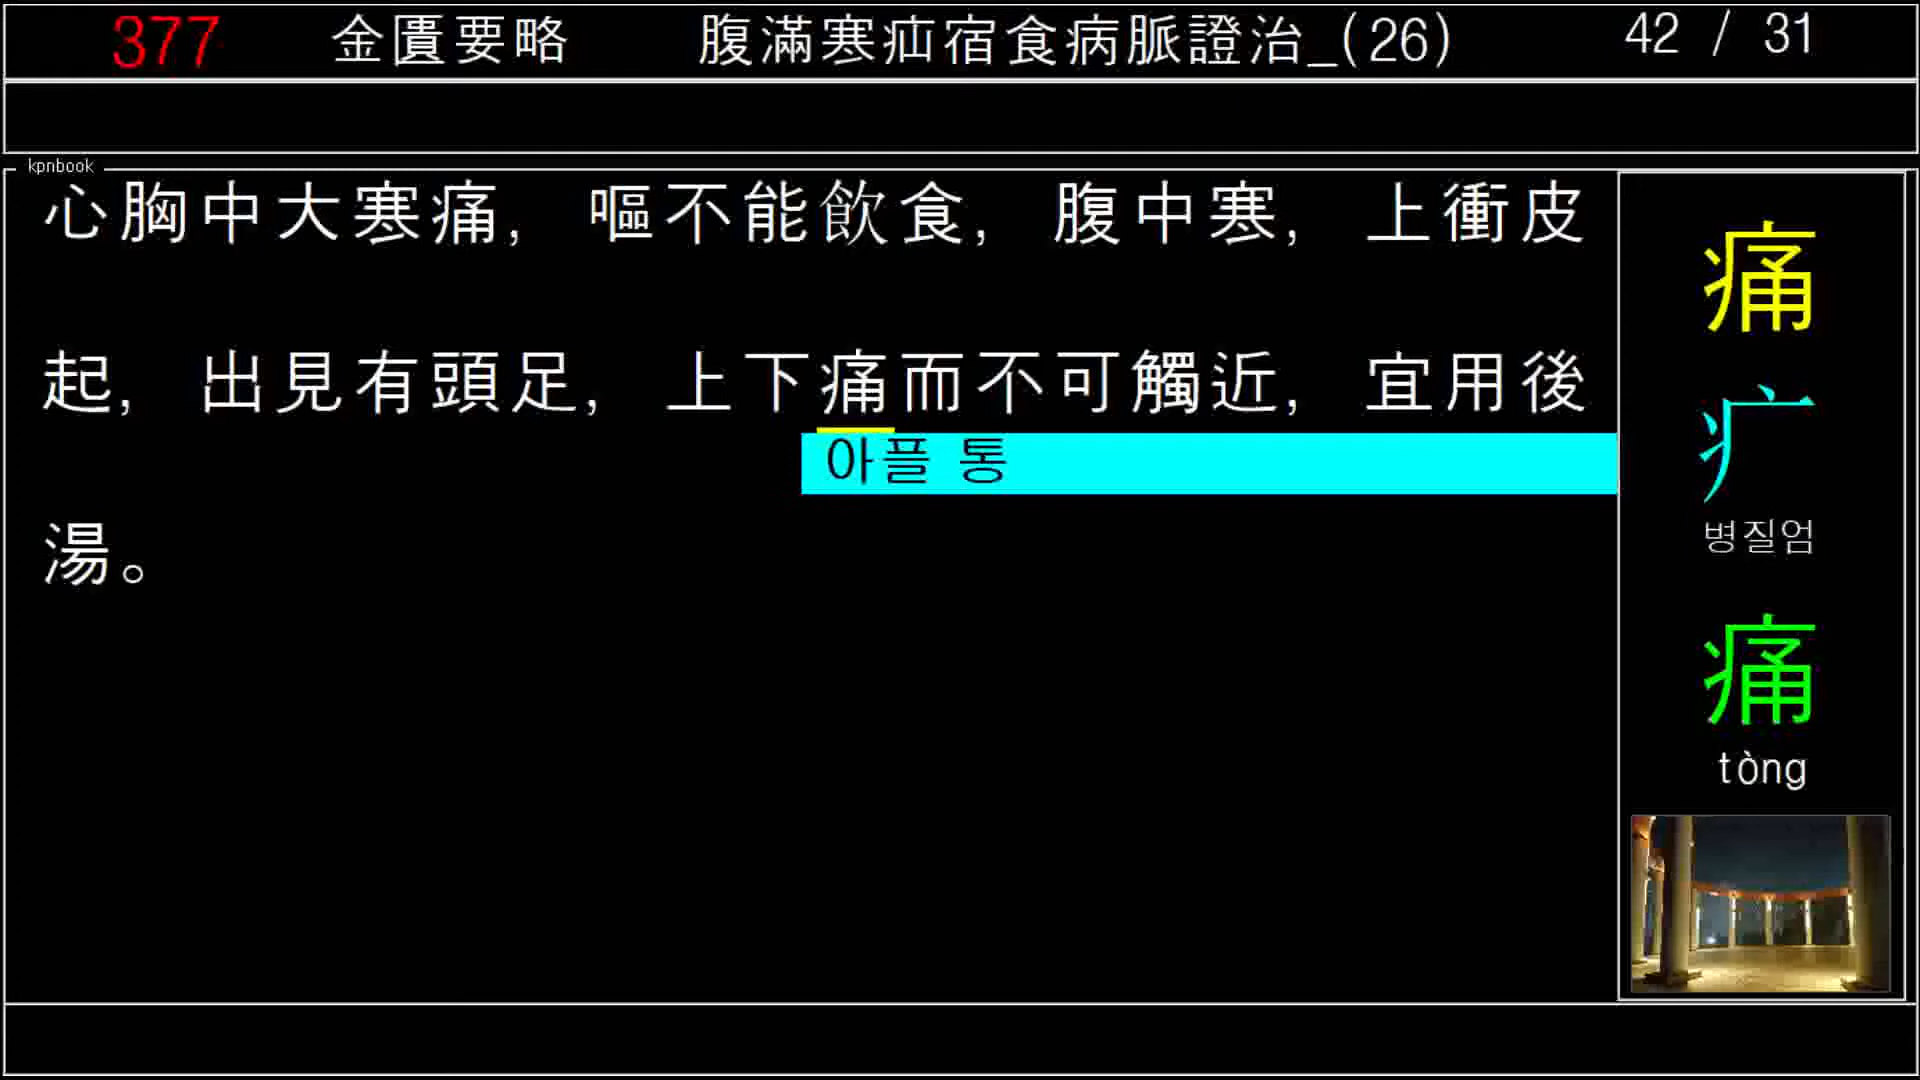 377 金匱要略 腹滿寒疝宿食病脈證治_(26) 42 / 31
kpnbook
心胸中大寒痛, 嘔不能飮食, 腹中寒, 上衝皮
起, 出見有頭足, 上下痛而不可觸近, 宜用後
아플 통
湯。
痛
疒
병질엄
痛
tòng